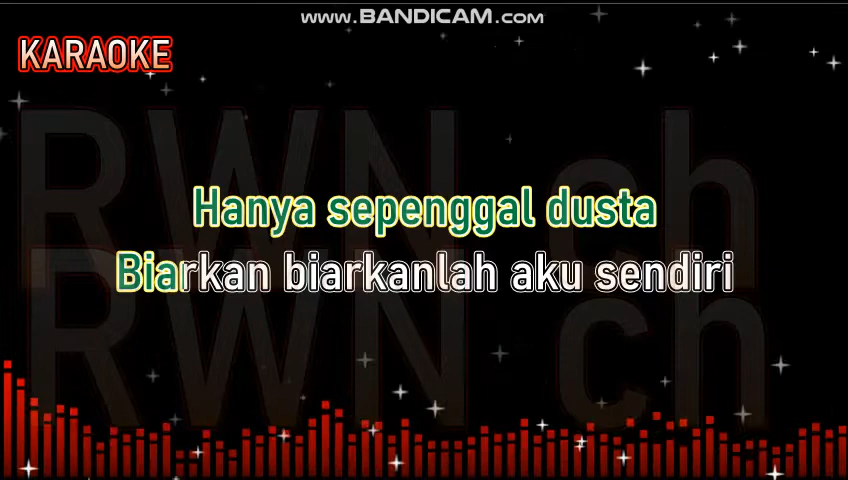 WWW.BANDICAM.COM
KARAOKE
RWN ch
Hanya sepenggal dusta
Biarkan biarkanlah aku sendiri
RWN ch